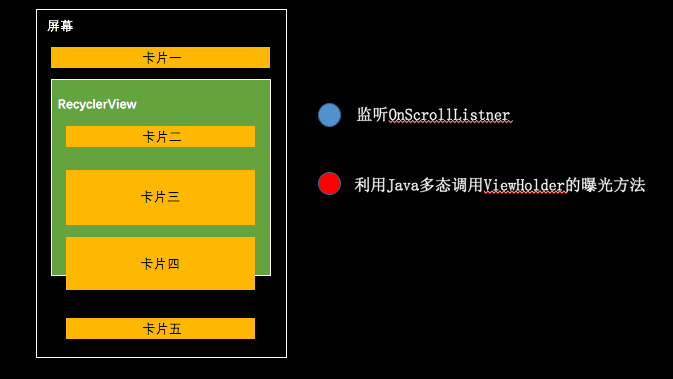 屏幕
卡片一
RecyclerView
卡片二
卡片三
卡片四
卡片五
监听OnScrollListner
利用Java多态调用ViewHolder的曝光方法